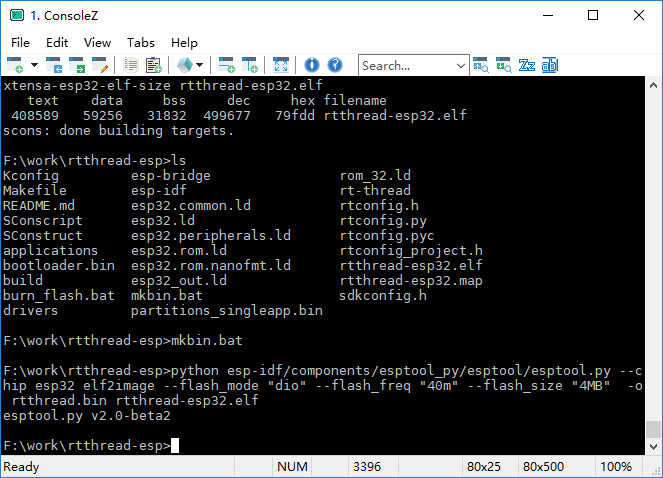 1. ConsoleZ
File Edit View Tabs Help
Search...
xtensa-esp32-elf-size rtthread-esp32.elf
   text    data     bss     dec     hex filename
 408589   59256   31832  499677   79fdd rtthread-esp32.elf
scons: done building targets.
F:\work\rtthread-esp>ls
Kconfig         esp-bridge                rom_32.ld
Makefile        esp-idf                   rt-thread
README.md       esp32.common.ld           rtconfig.h
SConscript      esp32.ld                  rtconfig.py
SConstruct      esp32.peripherals.ld      rtconfig.pyc
applications    esp32.rom.ld              rtconfig_project.h
bootloader.bin  esp32.rom.nanofmt.ld      rtthread-esp32.elf
build           esp32_out.ld              rtthread-esp32.map
burn_flash.bat  mkbin.bat                 sdkconfig.h
drivers         partitions_singleapp.bin
F:\work\rtthread-esp>mkbin.bat
F:\work\rtthread-esp>python esp-idf/components/esptool_py/esptool/esptool.py --c
hip esp32 elf2image --flash_mode "dio" --flash_freq "40m" --flash_size "4MB"  -o
 rtthread.bin rtthread-esp32.elf
esptool.py v2.0-beta2
F:\work\rtthread-esp>
Ready NUM 3396 80x25 80x500 100%